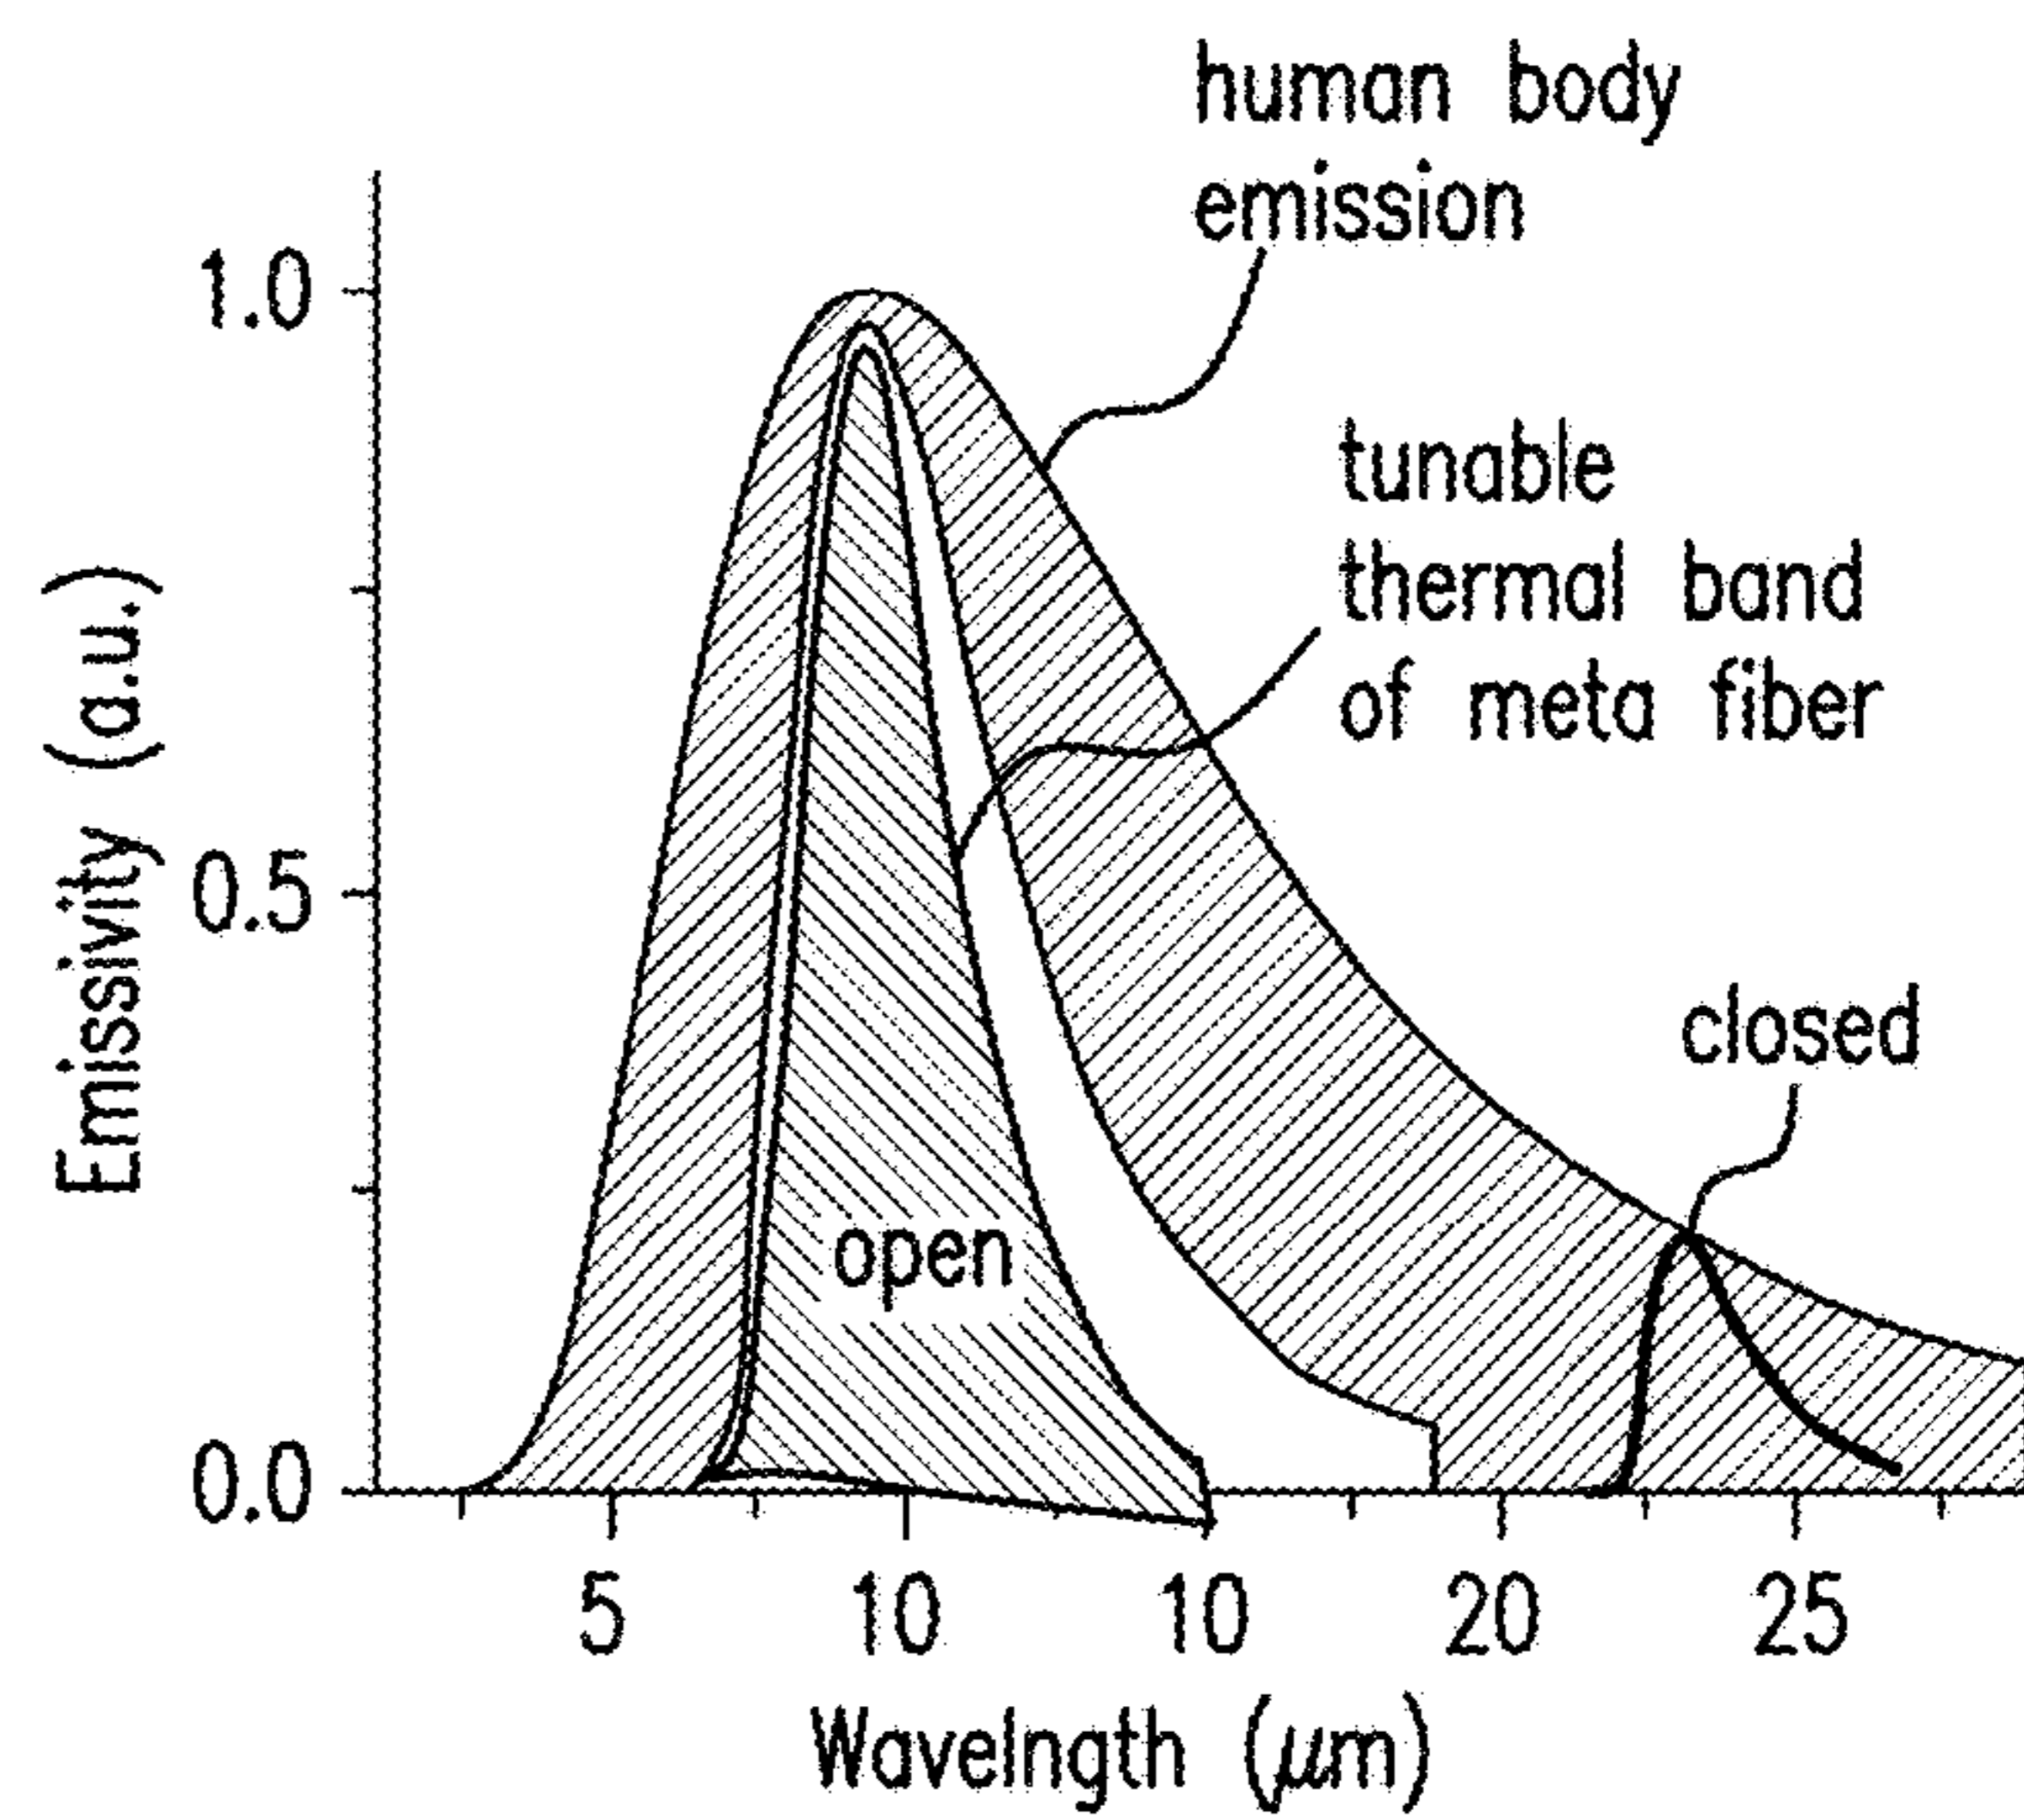 human body
emission
1.0
tunable
thermal band
of meta fiber
Emissivity (a.u.)
0.5
closed
open
0.0
5 10 10 20 25
Wavelngth (μm)